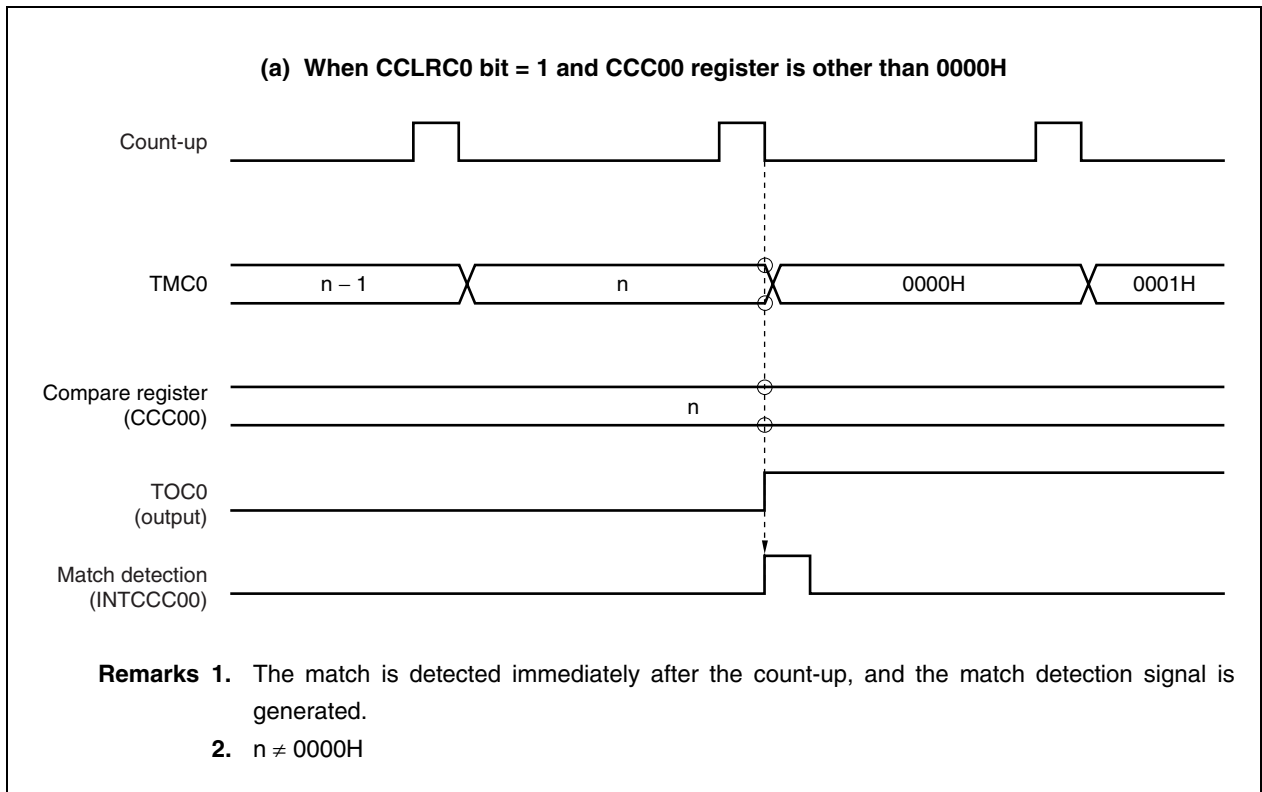 (a) When CCLRC0 bit = 1 and CCC00 register is other than 0000H
Count-up
TMC0
n − 1
n
0000H
0001H
Compare register
(CCC00)
n
TOC0
(output)
Match detection
(INTCCC00)
Remarks 1. The match is detected immediately after the count-up, and the match detection signal is
generated.
2. n ≠ 0000H